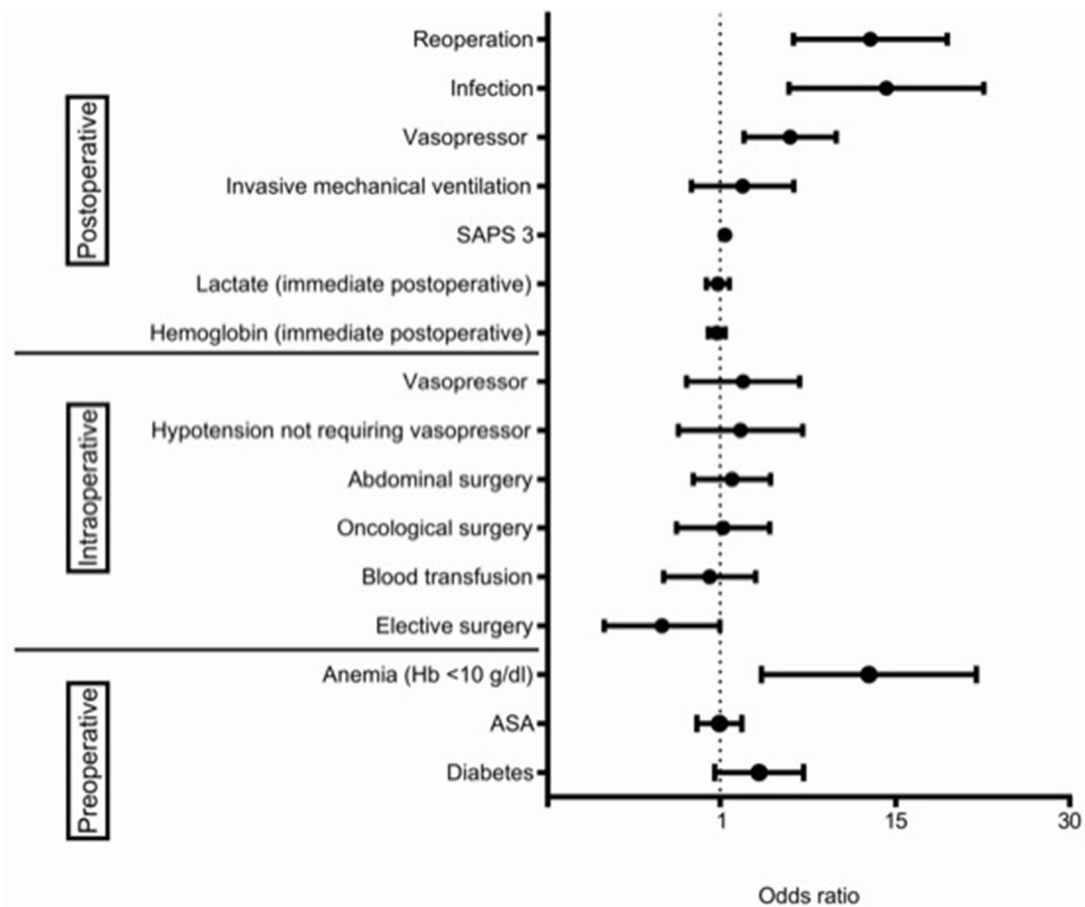 Postoperative
Reoperation
Infection
Vasopressor
Invasive mechanical ventilation
SAPS 3
Lactate (immediate postoperative)
Hemoglobin (immediate postoperative)
Intraoperative
Vasopressor
Hypotension not requiring vasopressor
Abdominal surgery
Oncological surgery
Blood transfusion
Elective surgery
Preoperative
Anemia (Hb <10 g/dl)
ASA
Diabetes
1 15 30
Odds ratio